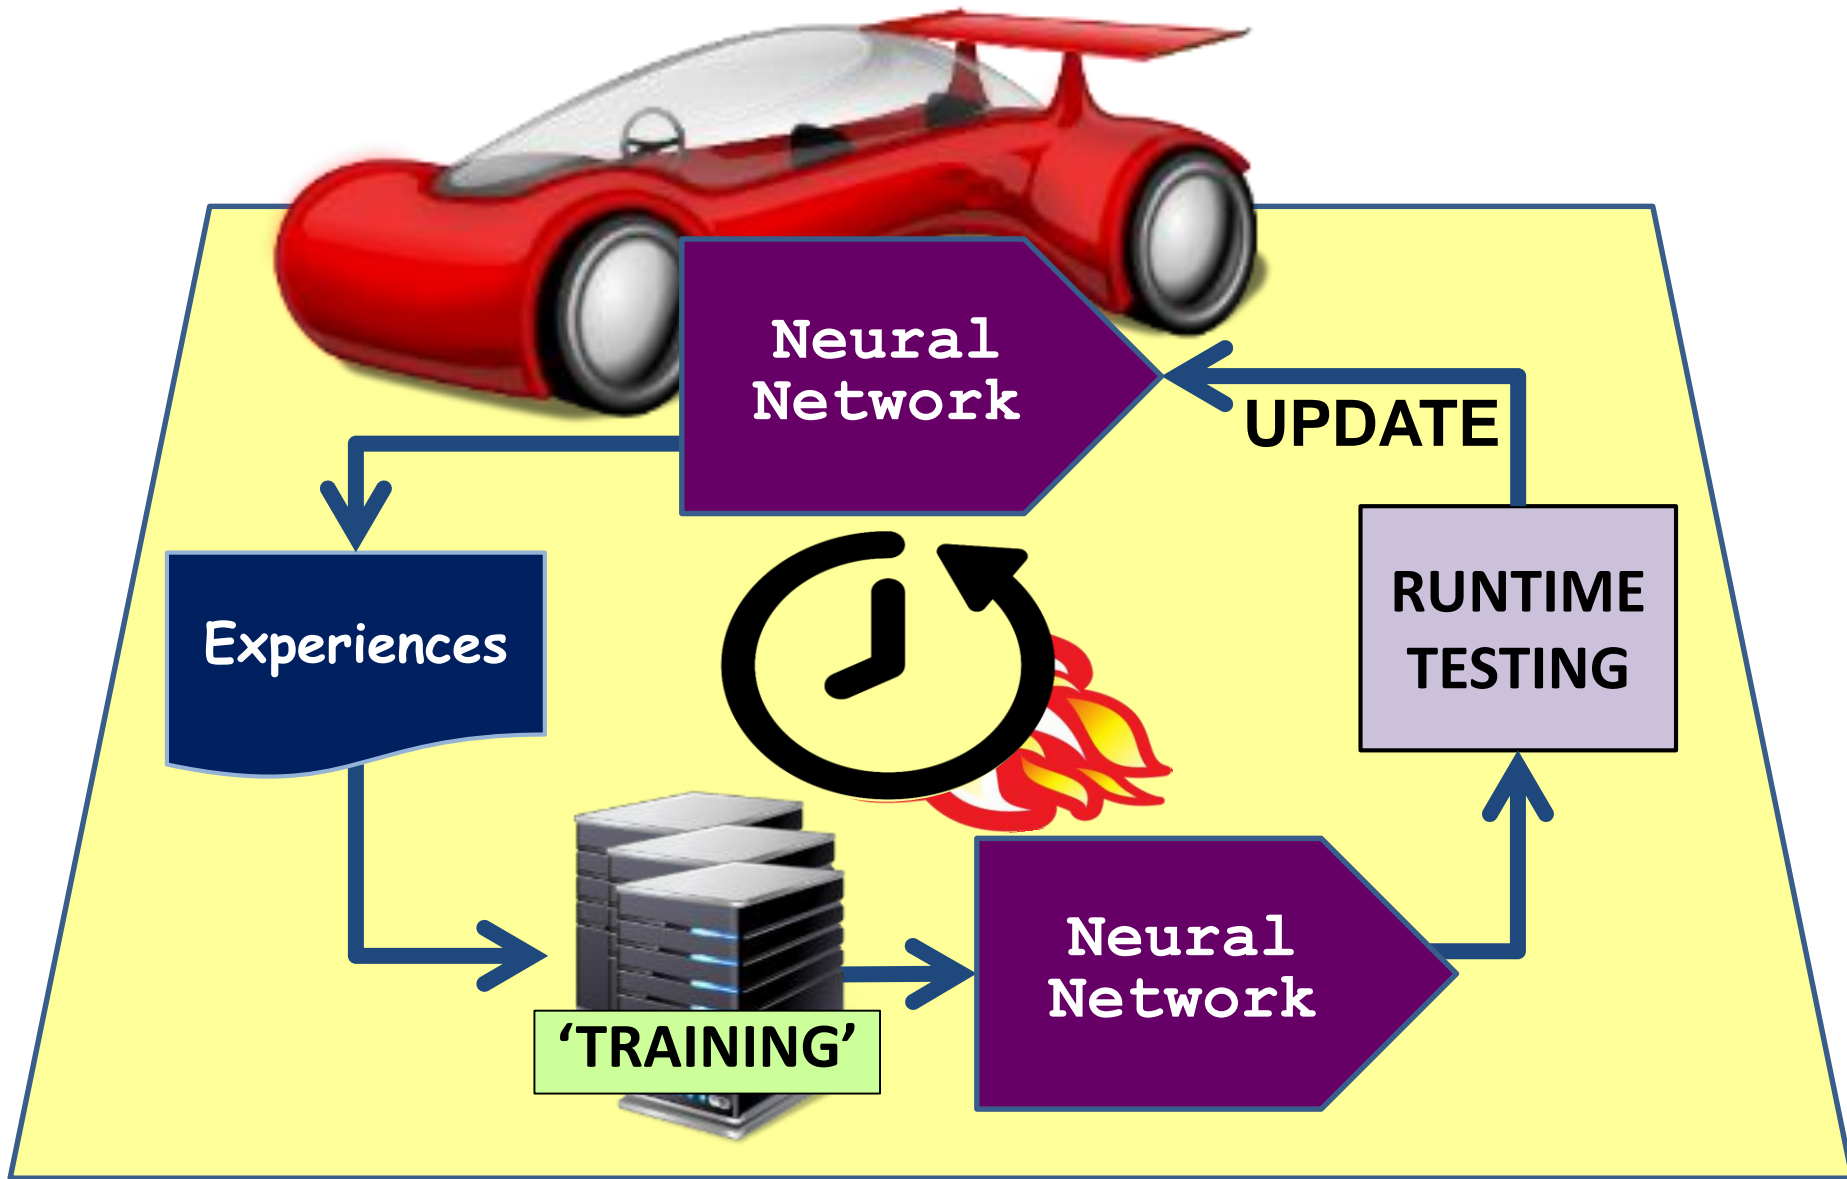 Neural
Network
UPDATE
Experiences
RUNTIME
TESTING
‘TRAINING’
Neural
Network